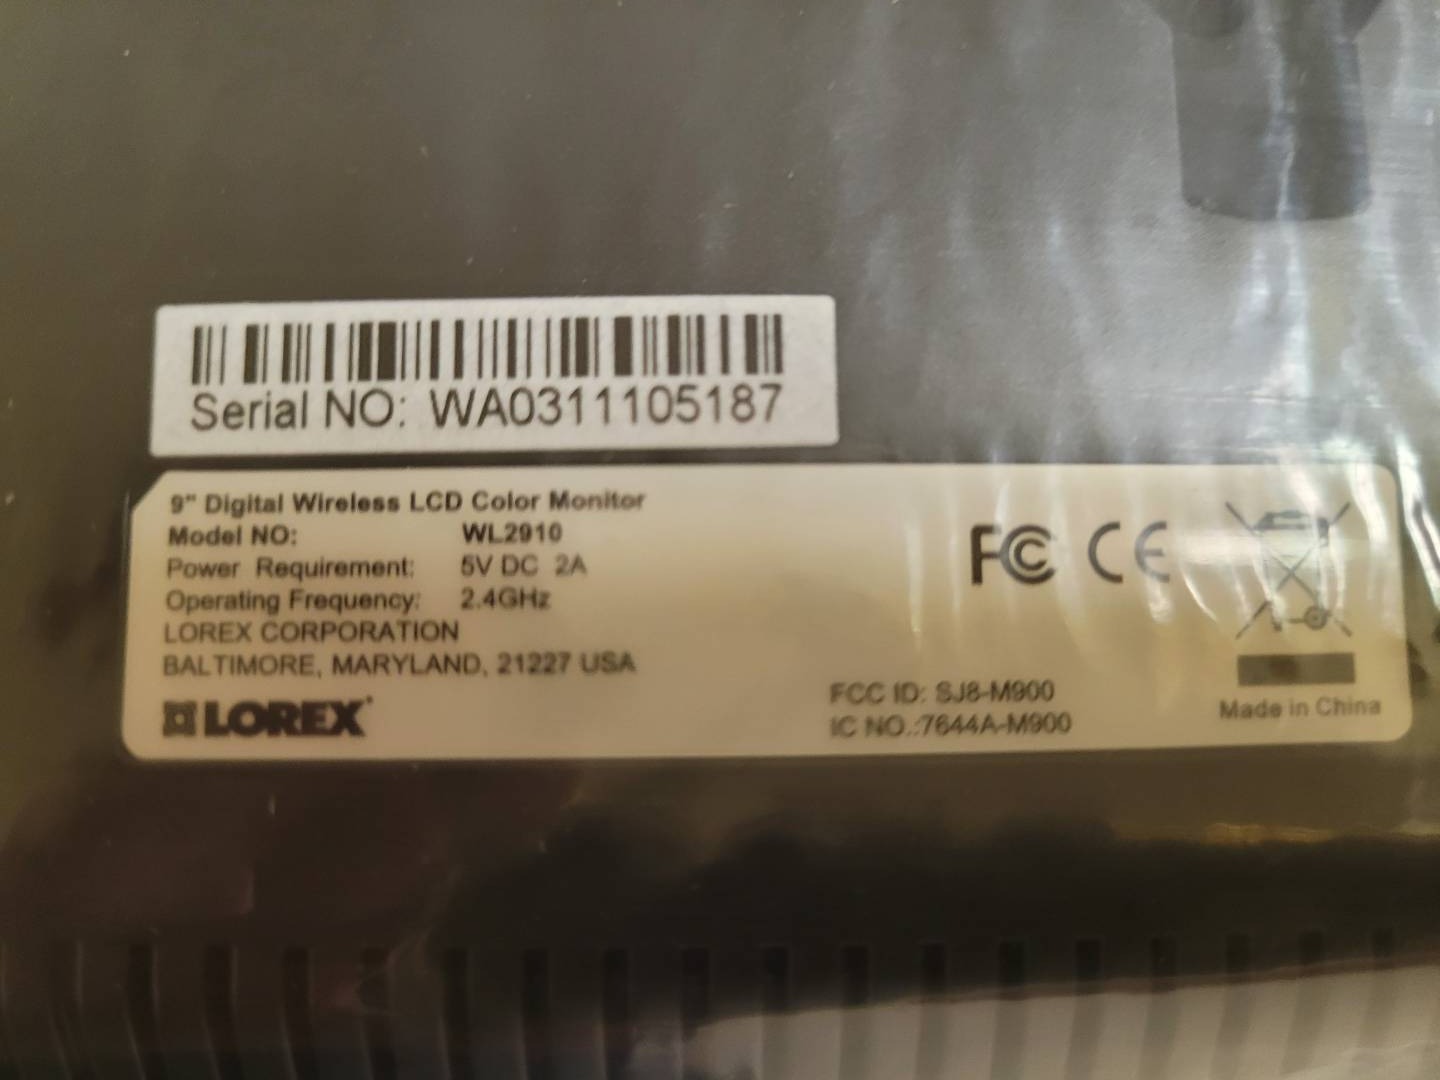 Serial NO: WA0311105187
9" Digital Wireless LCD Color Monitor
Model NO: WL2910
Power Requirement: 5V DC 2A
Operating Frequency: 2.4GHz
LOREX CORPORATION
BALTIMORE, MARYLAND, 21227 USA
LOREX
FC CE
FCC ID: SJ8-M900
IC NO.:7644A-M900
Made in China